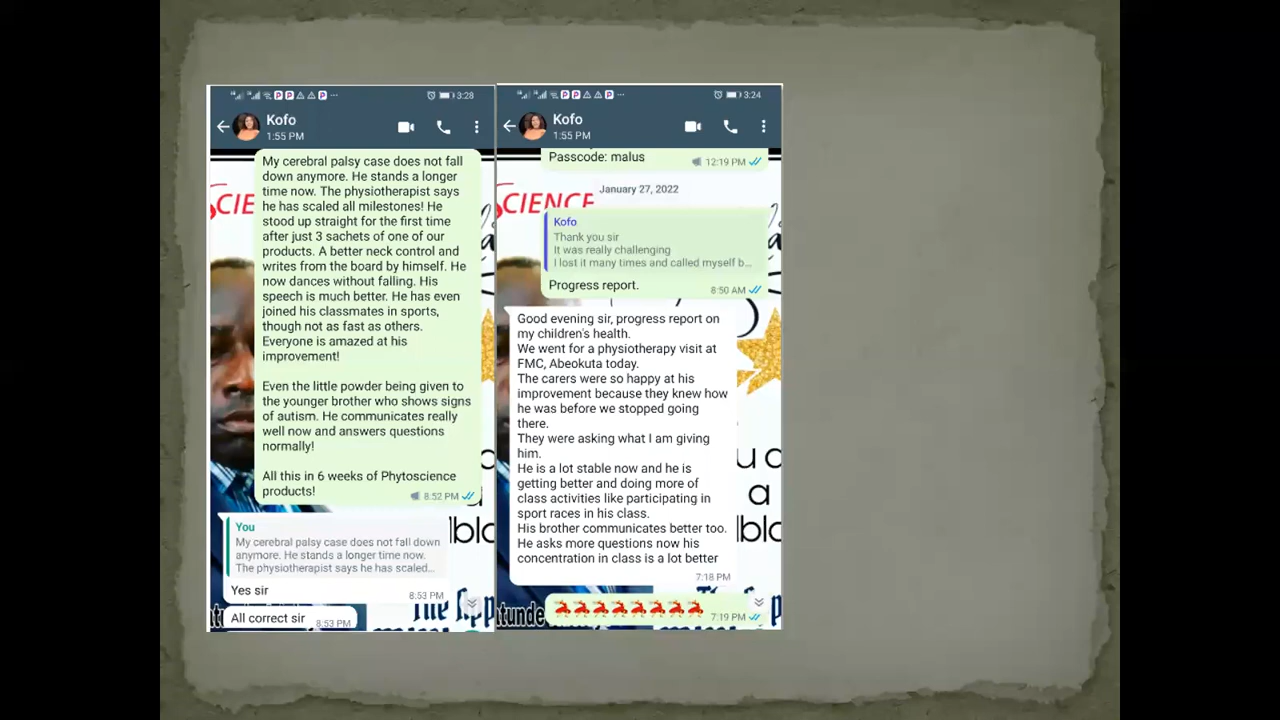 3:28
Kofo
1:55 PM
My cerebral palsy case does not fall
down anymore. He stands a longer
time now. The physiotherapist says
he has scaled all milestones! He
stood up straight for the first time
after just 3 sachets of one of our
products. A better neck control and
writes from the board by himself. He
now dances without falling. His
speech is much better. He has even
joined his classmates in sports,
though not as fast as others.
Everyone is amazed at his
improvement!
Even the little powder being given to
the younger brother who shows signs
of autism. He communicates really
well now and answers questions
normally!
All this in 6 weeks of Phytoscience
products!
8:52 PM
You
My cerebral palsy case does not fall down
anymore. He stands a longer time now.
The physiotherapist says he has scaled...
Yes sir
8:53 PM
All correct sir
8:53 PM
3:24
Kofo
1:55 PM
Passcode: malus
12:19 PM
January 27, 2022
SCIENCE
Kofo
Thank you sir
It was really challenging
I lost it many times and called myself b...
Progress report.
8:50 AM
Good evening sir, progress report on
my children's health.
We went for a physiotherapy visit at
FMC, Abeokuta today.
The carers were so happy at his
improvement because they knew how
he was before we stopped going
there.
They were asking what I am giving
him.
He is a lot stable now and he is
getting better and doing more of
class activities like participating in
sport races in his class.
His brother communicates better too.
He asks more questions now his
concentration in class is a lot better
7:18 PM
7:19 PM